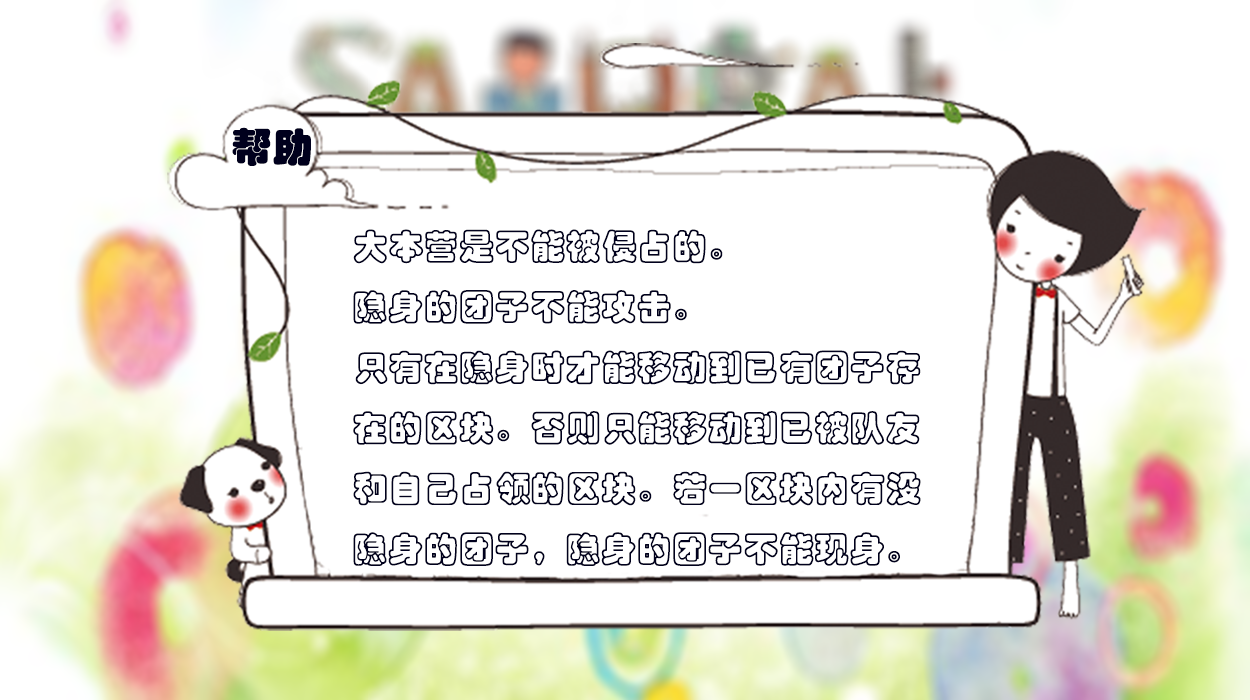 帮助
大本营是不能被侵占的。
隐身的团子不能攻击。
只有在隐身时才能移动到已有团子存
在的区块。否则只能移动到已被队友
和自己占领的区块。若一区块内有没
隐身的团子，隐身的团子不能现身。